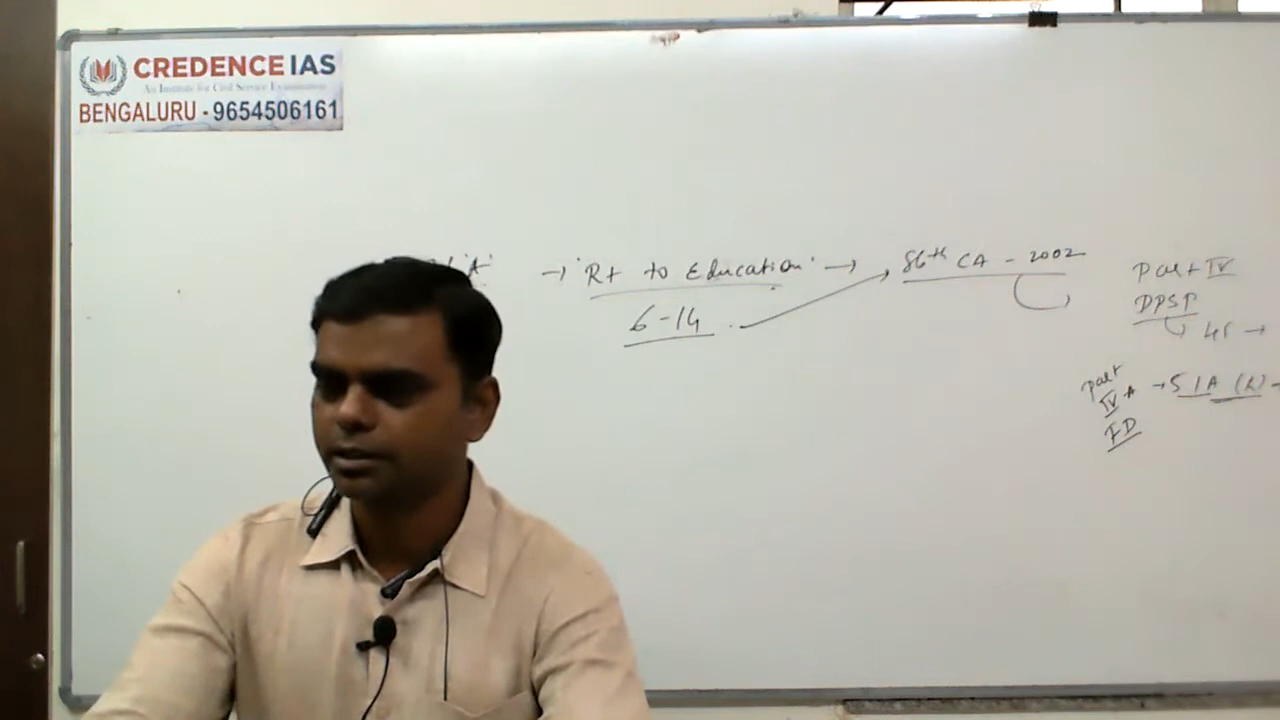 CREDENCE IAS
An Institute for Civil Service Examination
BENGALURU - 9654506161
'A' → 'Rt to Education' → 86th CA - 2002
6-14
Part IV
DPSP
45 →
Part IV A → 51A (k) -
FD